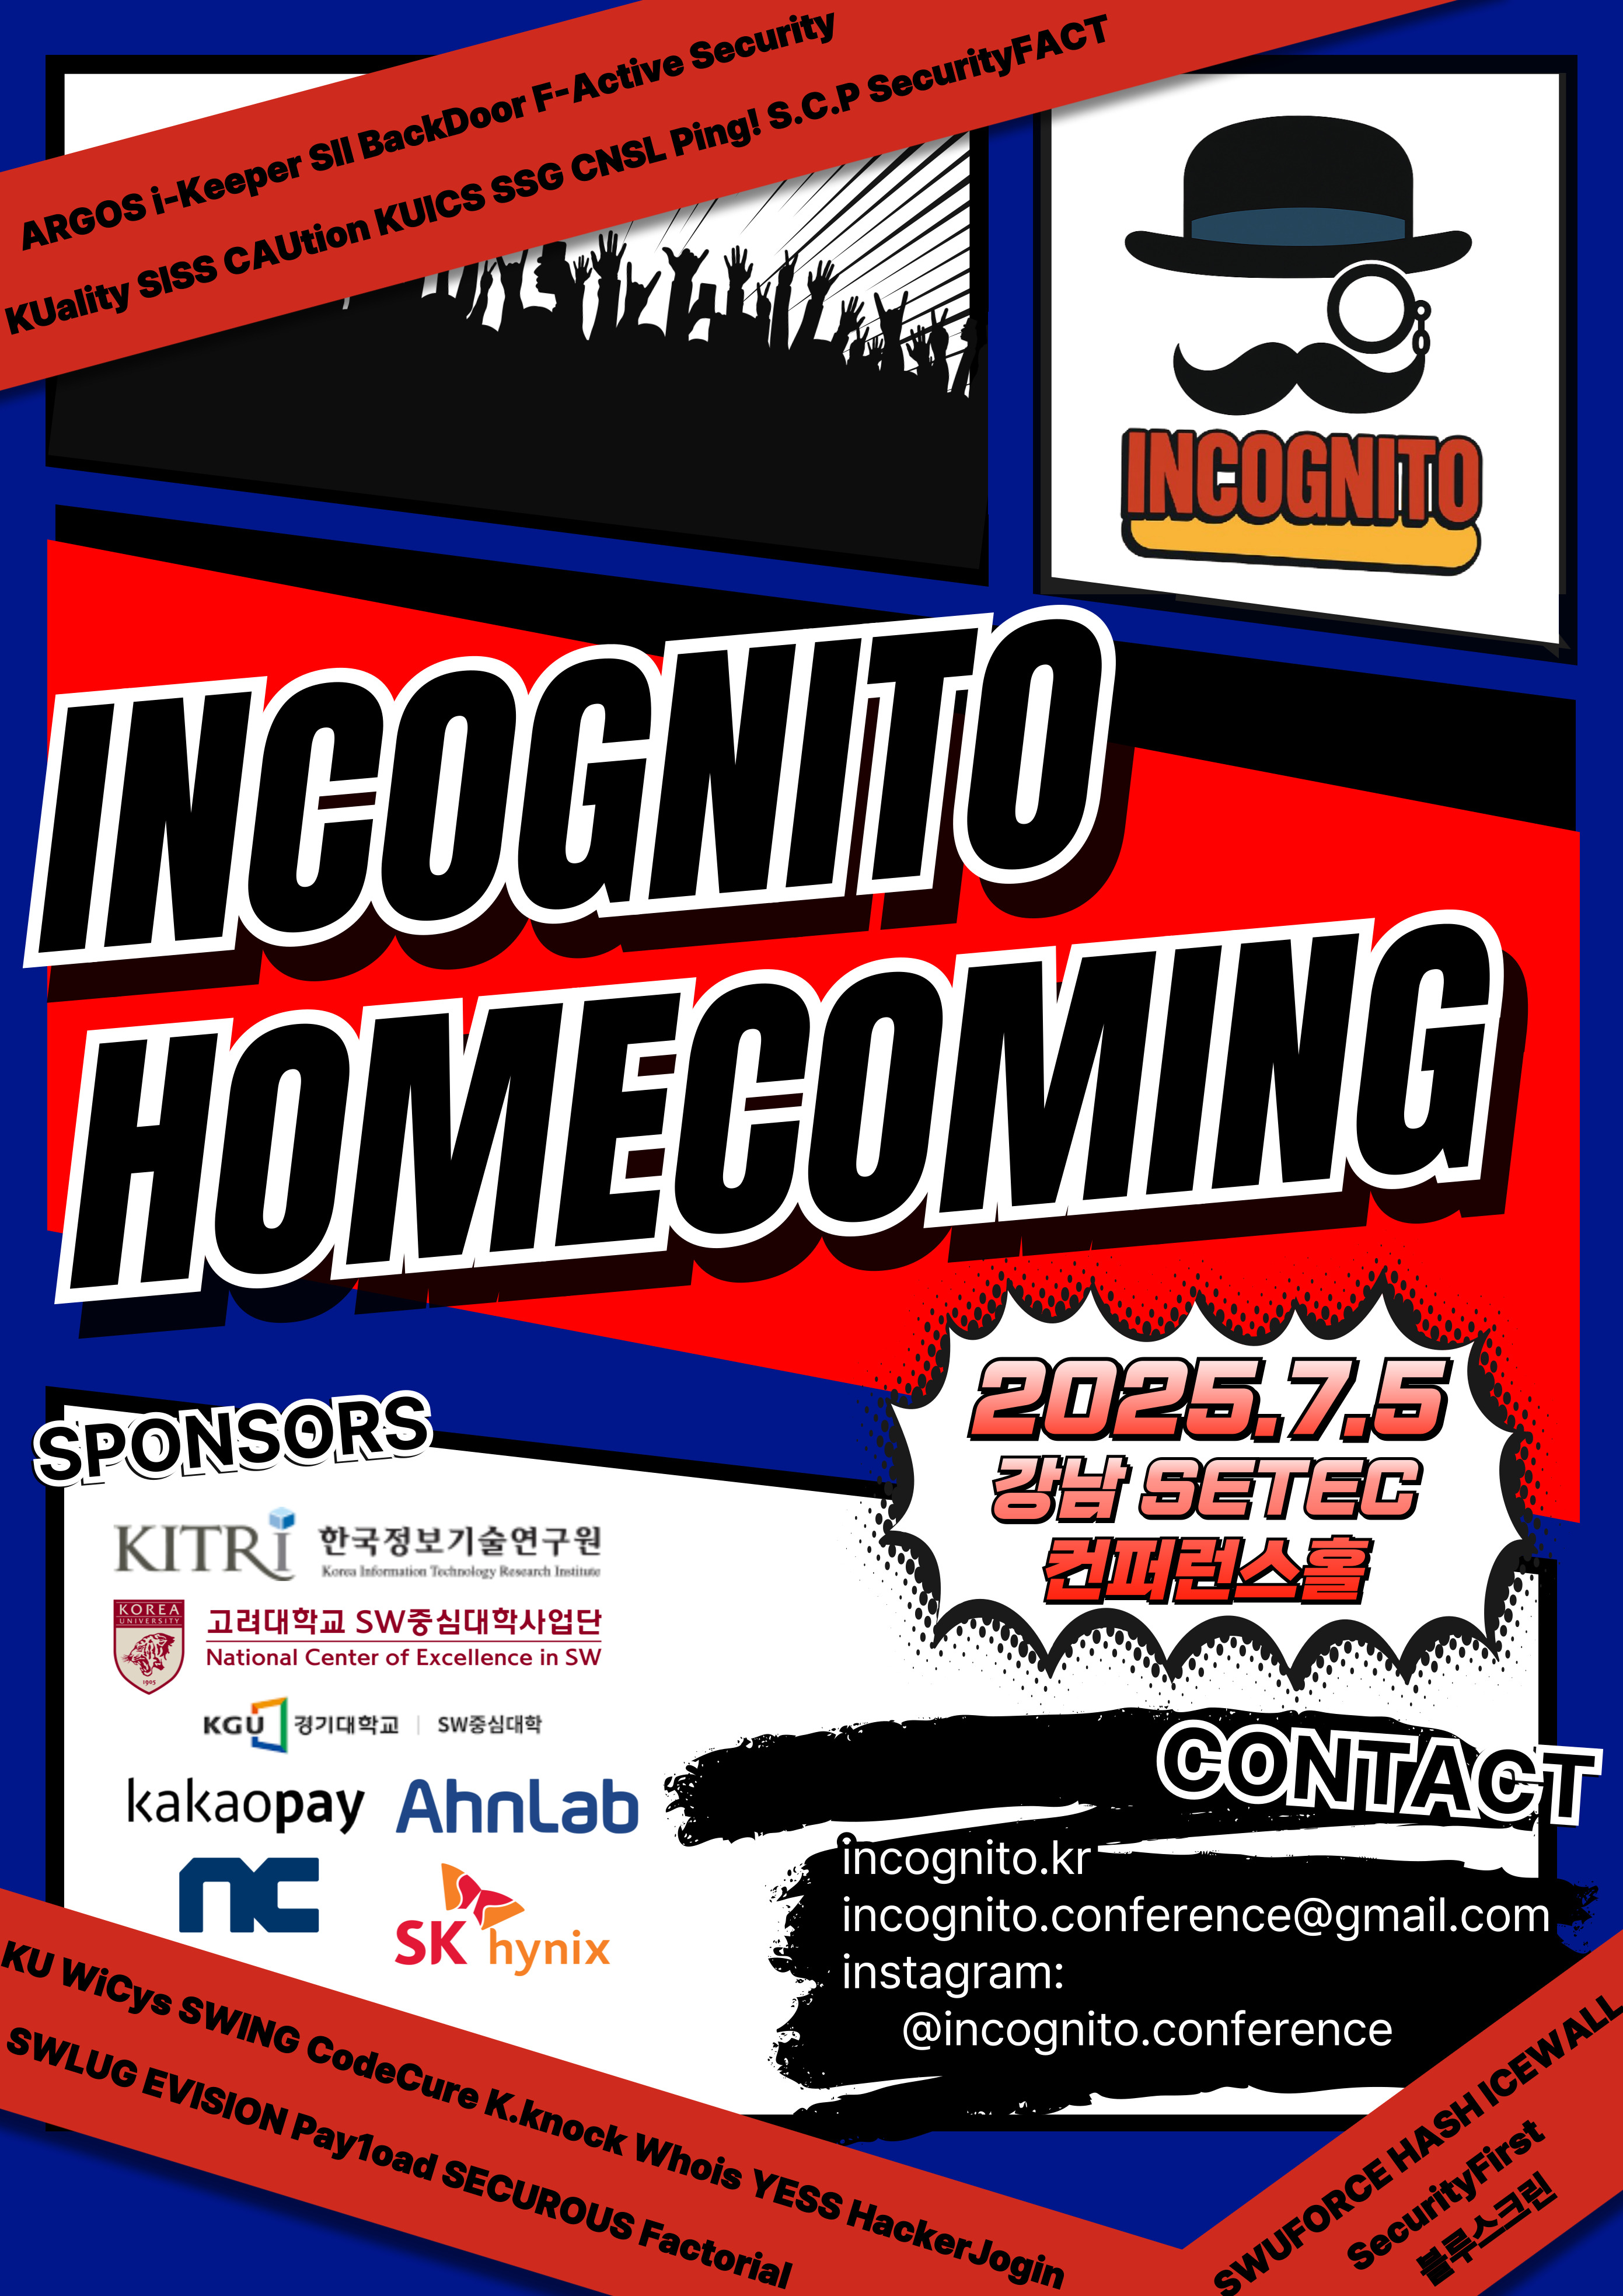 ARGOS i-Keeper SII BackDoor F-Active Security
KUality SISS CAUtion KUICS SSG CNSL Ping! S.C.P SecurityFACT
INCOGNITO
INCOGNITO
HOMECOMING
2025.7.5
강남 SETEC
컨퍼런스홀
SPONSORS
KITRi 한국정보기술연구원
Korea Information Technology Research Institute
KOREA
UNIVERSITY
1905
고려대학교 SW중심대학사업단
National Center of Excellence in SW
KGU 경기대학교 | SW중심대학
kakaopay AhnLab
nc
SK hynix
CONTACT
incognito.kr
incognito.conference@gmail.com
instagram:
@incognito.conference
KU WiCys SWING CodeCure K.knock Whois YESS HackerJogin
SWLUG EVISION Pay1oad SECUROUS Factorial
SWUFORCE HASH ICEWALL
SecurityFirst
블루스크린